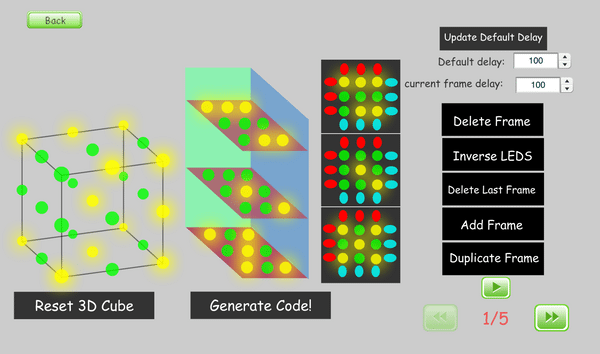 Back
Update Default Delay
Default delay: 100
current frame delay: 100
Delete Frame
Inverse LEDS
Delete Last Frame
Add Frame
Duplicate Frame
Reset 3D Cube
Generate Code!
1/5